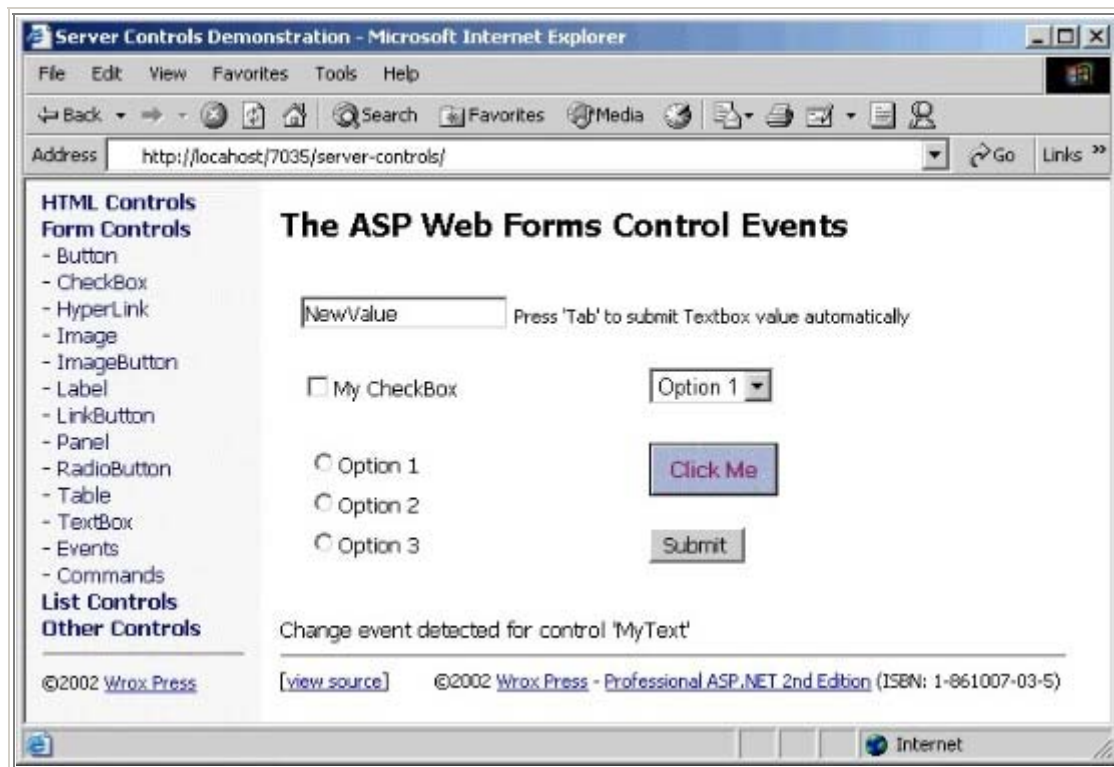 Server Controls Demonstration - Microsoft Internet Explorer
File Edit View Favorites Tools Help
Back Search Favorites Media
Address http://locahost/7035/server-controls/ Go Links »
HTML Controls
Form Controls
- Button
- CheckBox
- HyperLink
- Image
- ImageButton
- Label
- LinkButton
- Panel
- RadioButton
- Table
- TextBox
- Events
- Commands
List Controls
Other Controls
©2002 Wrox Press
The ASP Web Forms Control Events
NewValue Press 'Tab' to submit Textbox value automatically
My CheckBox Option 1
Option 1 Click Me
Option 2
Option 3 Submit
Change event detected for control 'MyText'
[view source] ©2002 Wrox Press - Professional ASP.NET 2nd Edition (ISBN: 1-861007-03-5)
Internet